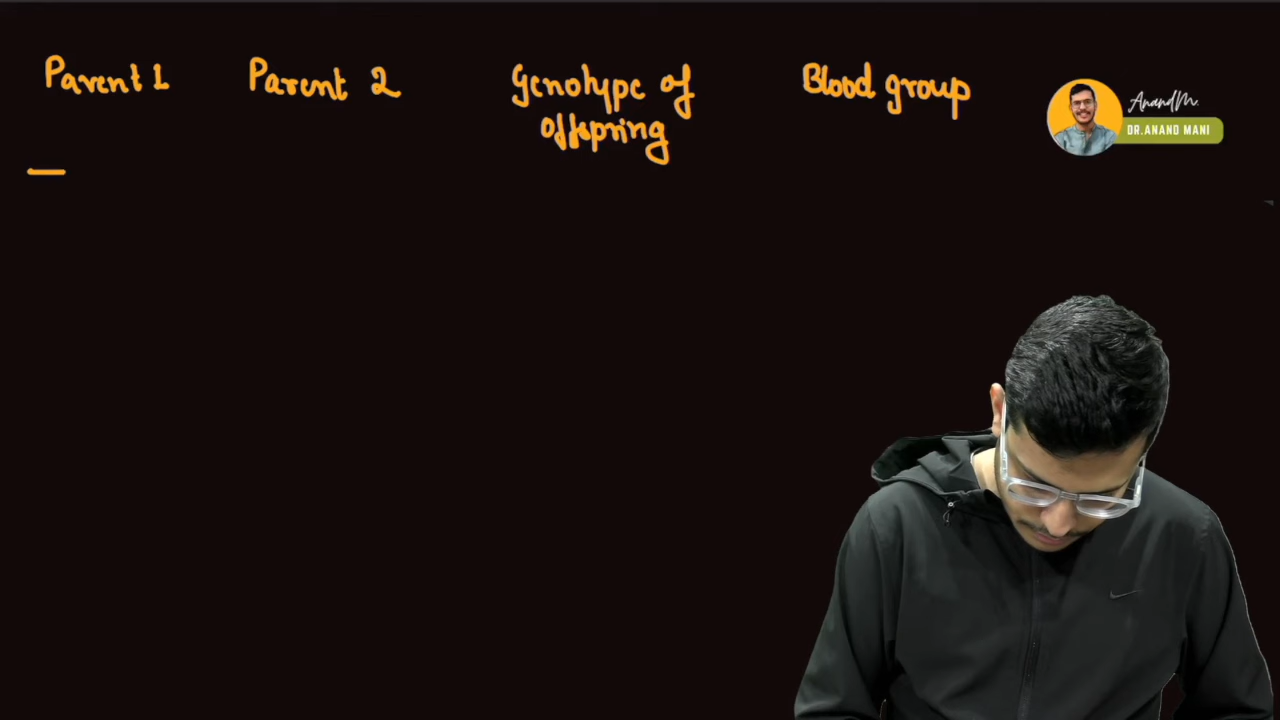 Parent 1 Parent 2 Genotype of Blood group
offspring
AnandM.
DR.ANAND MANI